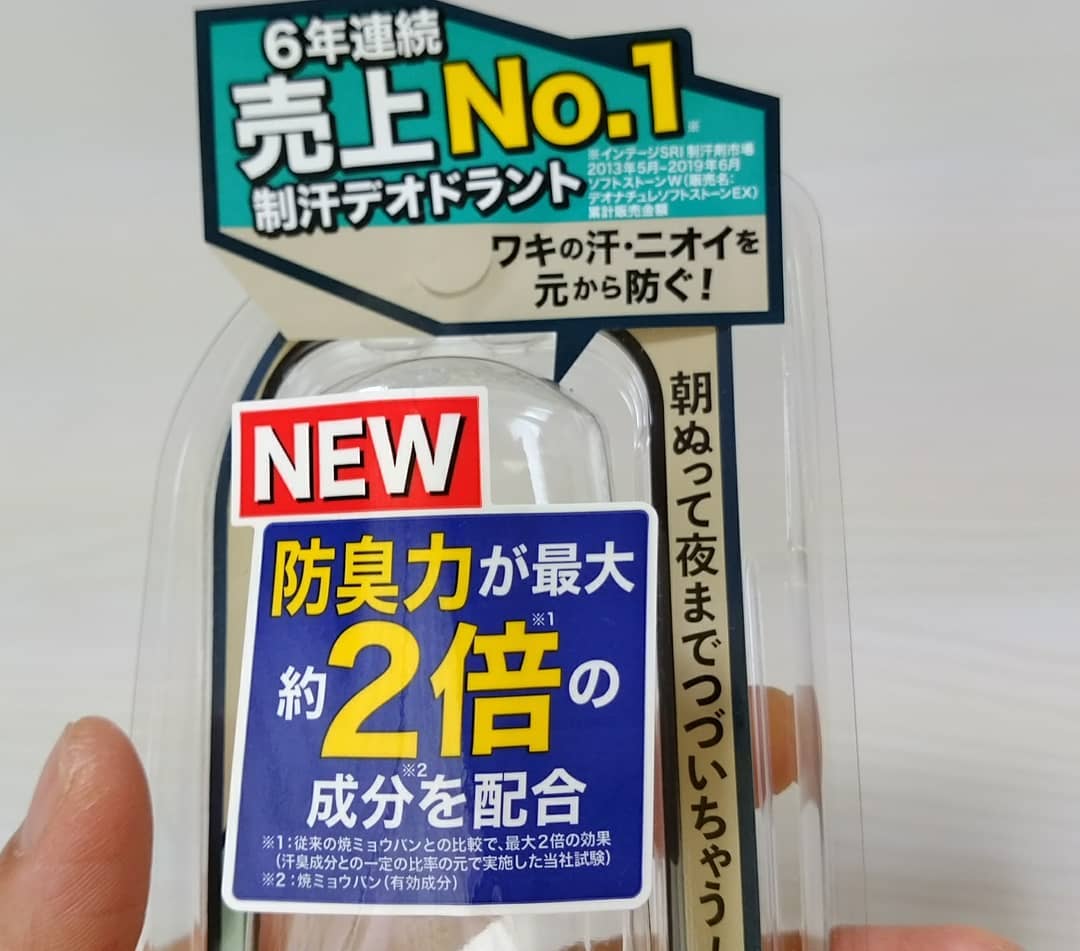 6年連続
売上No.1※
制汗デオドラント
※インテージSRI 制汗剤市場
2013年5月-2019年6月
ソフトストーンW(販売名:
デオナチュレソフトストーンEX)
累計販売金額
ワキの汗・ニオイを
元から防ぐ!
朝ぬって夜までつづいちゃう!
NEW
防臭力が最大
約2倍※1の
成分※2を配合
※1:従来の焼ミョウバンとの比較で、最大2倍の効果
(汗臭成分との一定の比率の元で実施した当社試験)
※2:焼ミョウバン(有効成分)